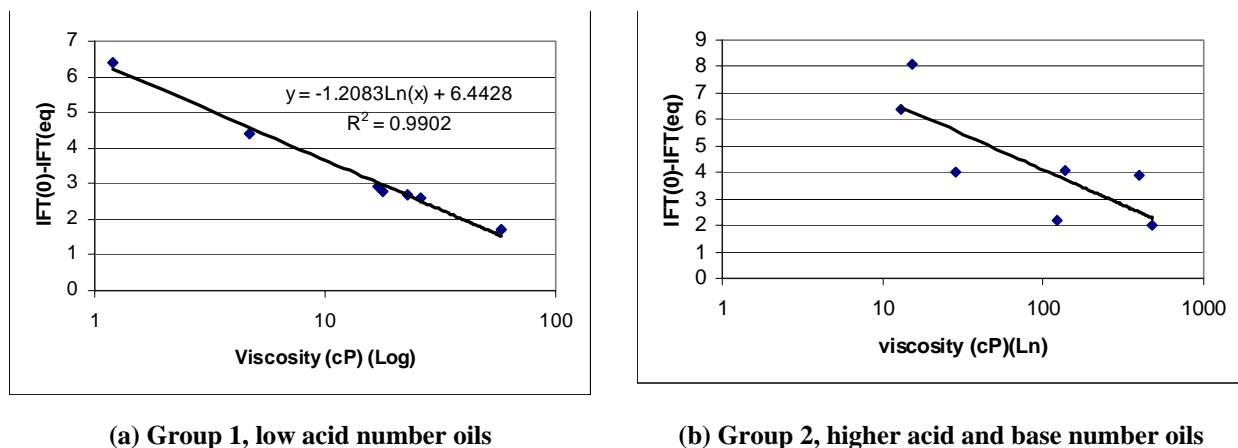 7
6
5
4
3
2
1
0
IFT(0)-IFT(eq)
y = -1.2083Ln(x) + 6.4428
R² = 0.9902
1 10 100
Viscosity (cP) (Log)
(a) Group 1, low acid number oils
9
8
7
6
5
4
3
2
1
0
IFT(0)-IFT(eq)
1 10 100 1000
viscosity (cP)(Ln)
(b) Group 2, higher acid and base number oils